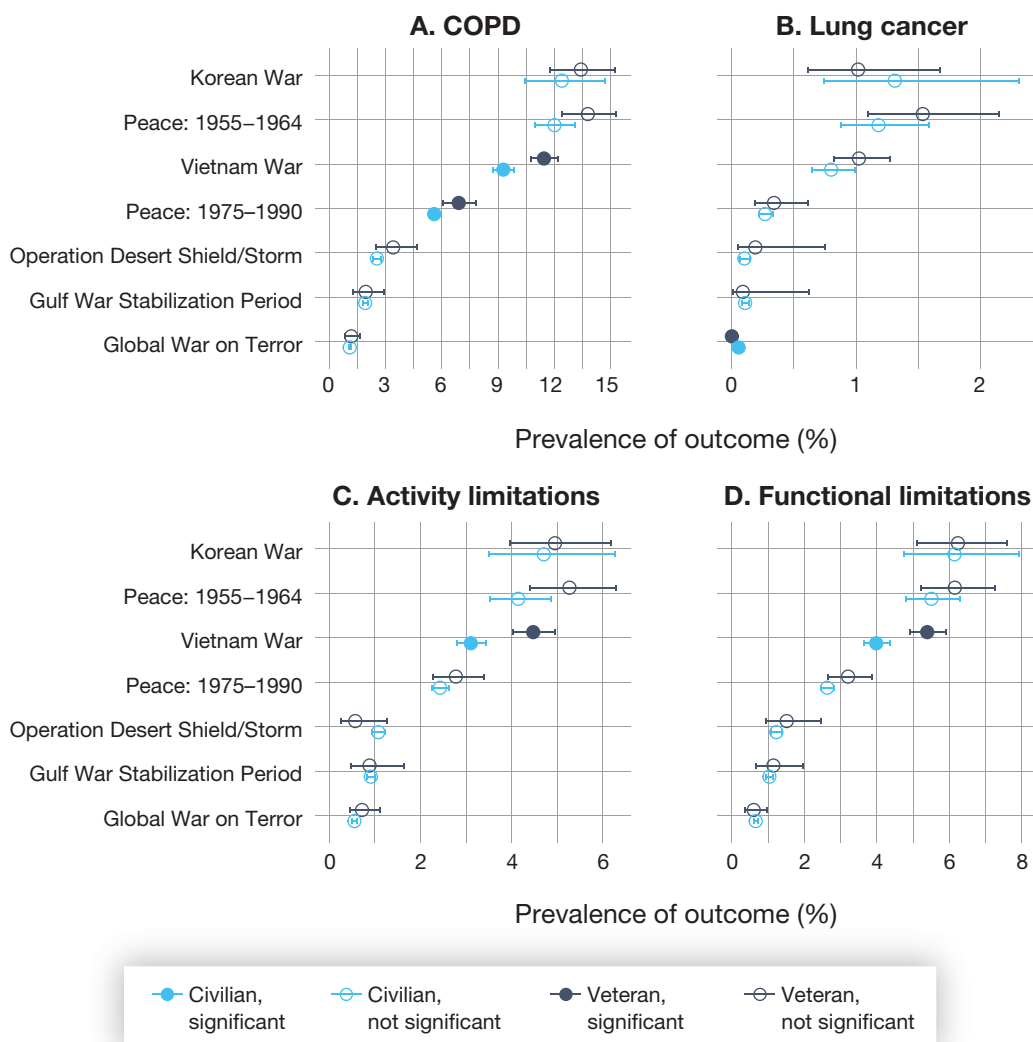 A. COPD
B. Lung cancer
Korean War
Peace: 1955–1964
Vietnam War
Peace: 1975–1990
Operation Desert Shield/Storm
Gulf War Stabilization Period
Global War on Terror
0 3 6 9 12 15
0 1 2
Prevalence of outcome (%)
C. Activity limitations
D. Functional limitations
Korean War
Peace: 1955–1964
Vietnam War
Peace: 1975–1990
Operation Desert Shield/Storm
Gulf War Stabilization Period
Global War on Terror
0 2 4 6
0 2 4 6 8
Prevalence of outcome (%)
Civilian,
significant
Civilian,
not significant
Veteran,
significant
Veteran,
not significant